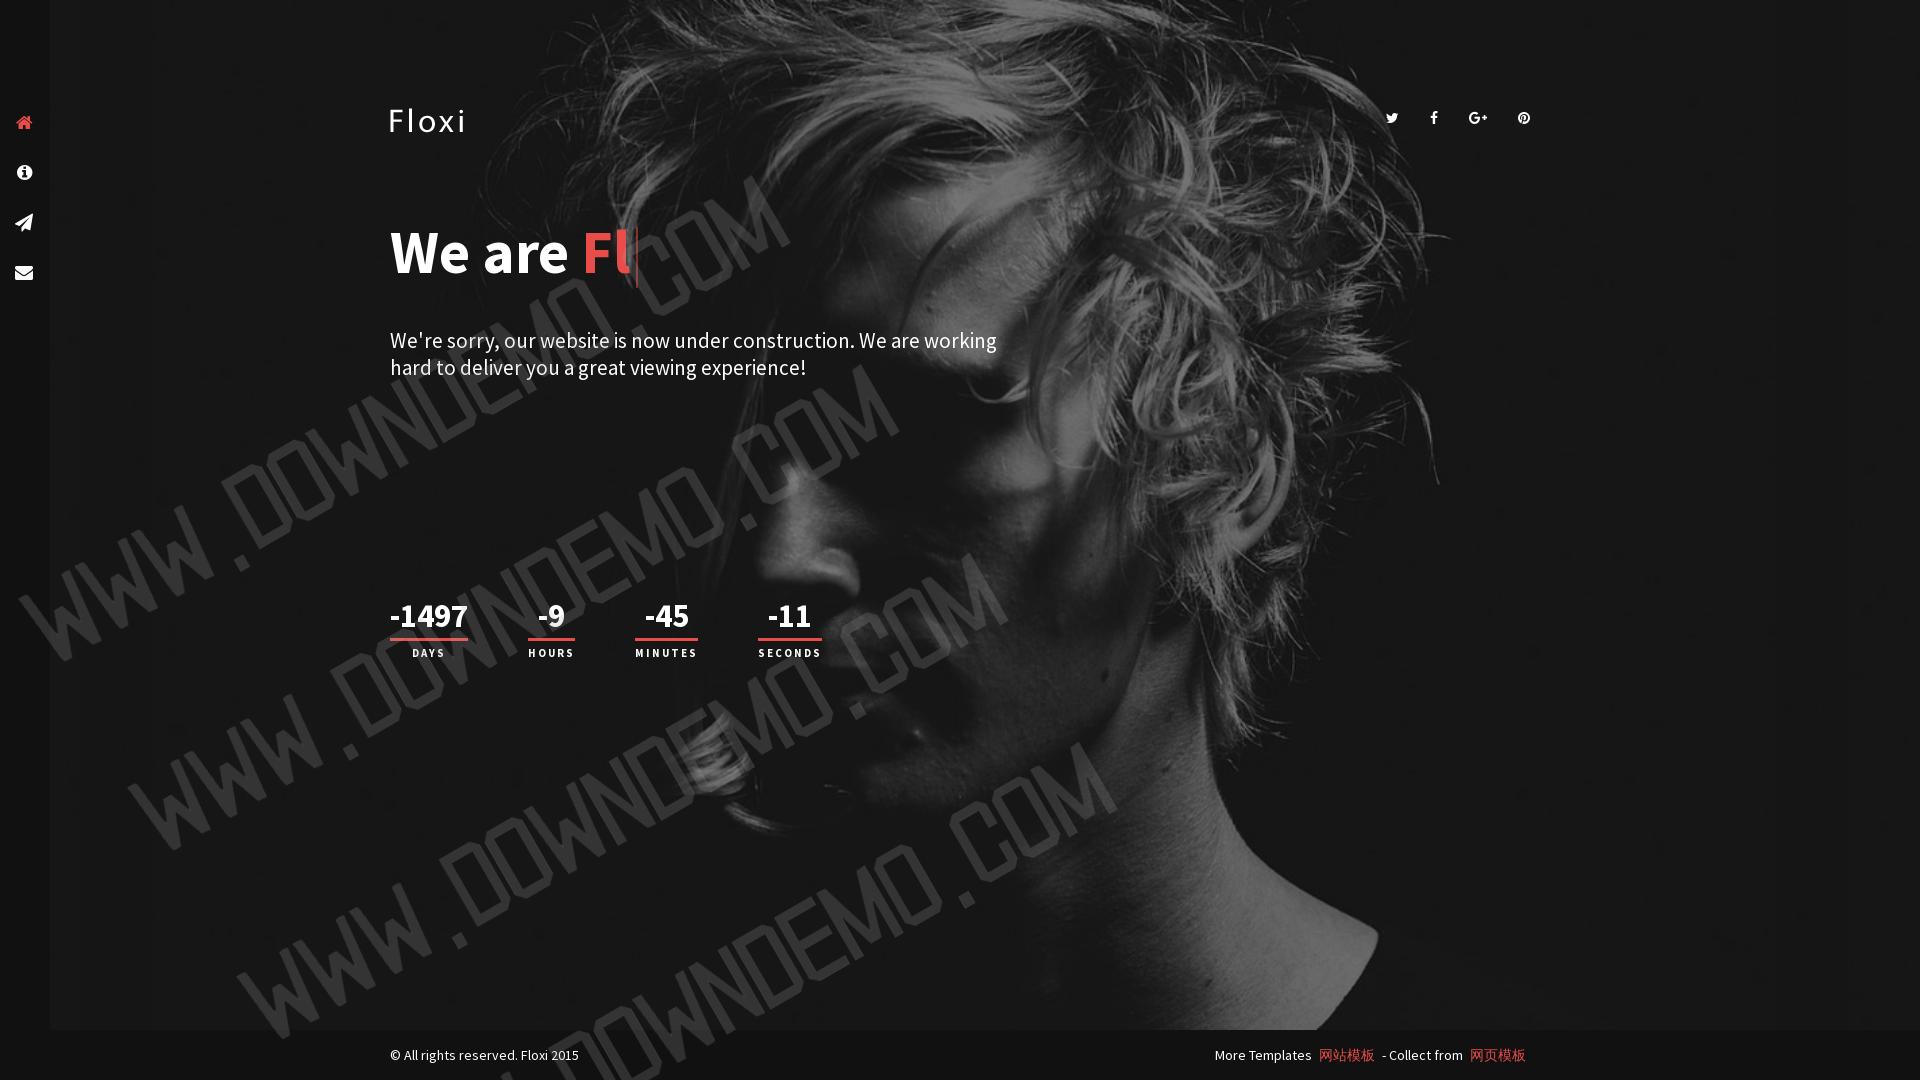 Floxi
We are Fl
We're sorry, our website is now under construction. We are working
hard to deliver you a great viewing experience!
-1497 -9 -45 -11
DAYS HOURS MINUTES SECONDS
WWW.DOWNDEMO.COM
WWW.DOWNDEMO.COM
WWW.DOWNDEMO.COM
DOWNDEMO.COM
© All rights reserved. Floxi 2015
More Templates 网站模板 - Collect from 网页模板